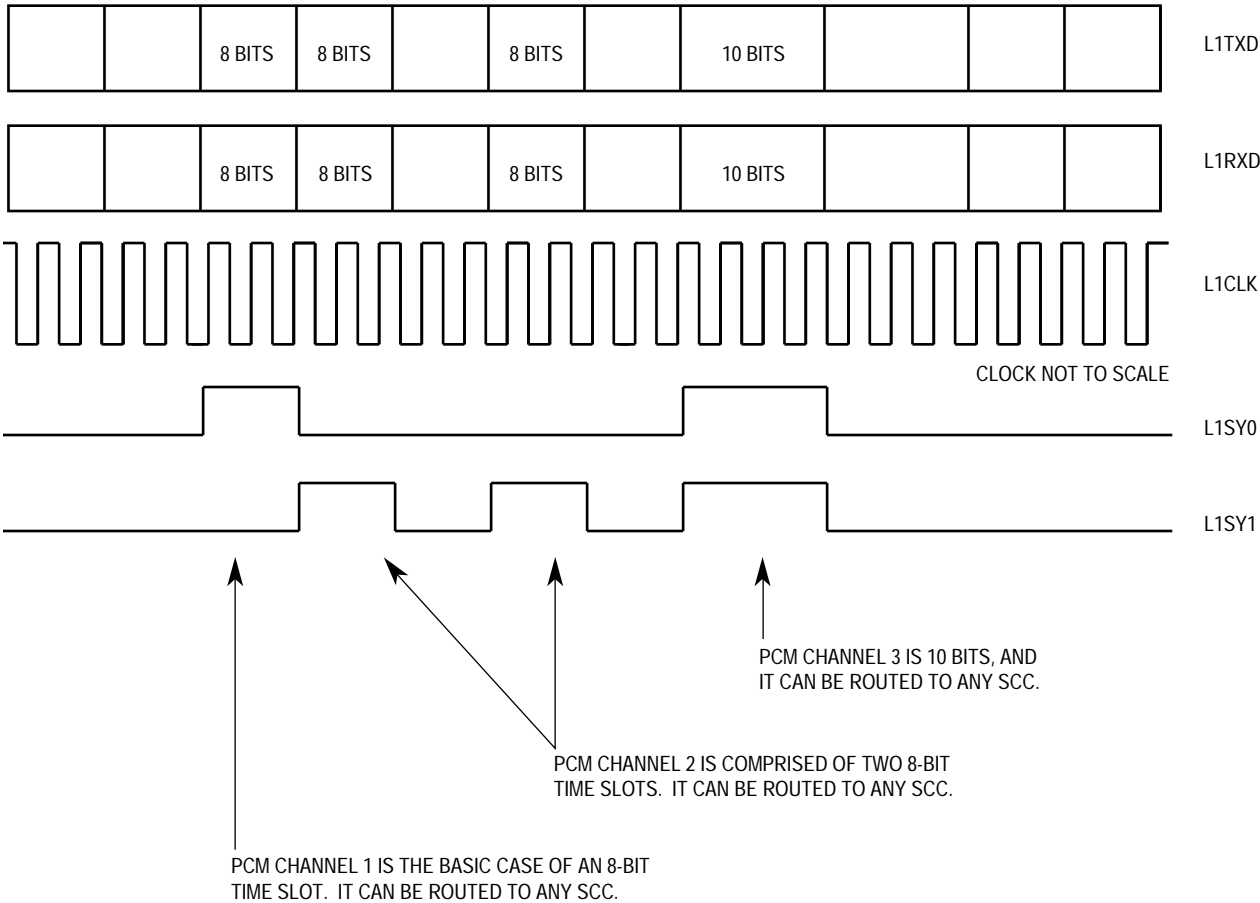 8 BITS 8 BITS 8 BITS 10 BITS L1TXD
8 BITS 8 BITS 8 BITS 10 BITS L1RXD
L1CLK
CLOCK NOT TO SCALE
L1SY0
L1SY1
PCM CHANNEL 3 IS 10 BITS, AND
IT CAN BE ROUTED TO ANY SCC.
PCM CHANNEL 2 IS COMPRISED OF TWO 8-BIT
TIME SLOTS. IT CAN BE ROUTED TO ANY SCC.
PCM CHANNEL 1 IS THE BASIC CASE OF AN 8-BIT
TIME SLOT. IT CAN BE ROUTED TO ANY SCC.